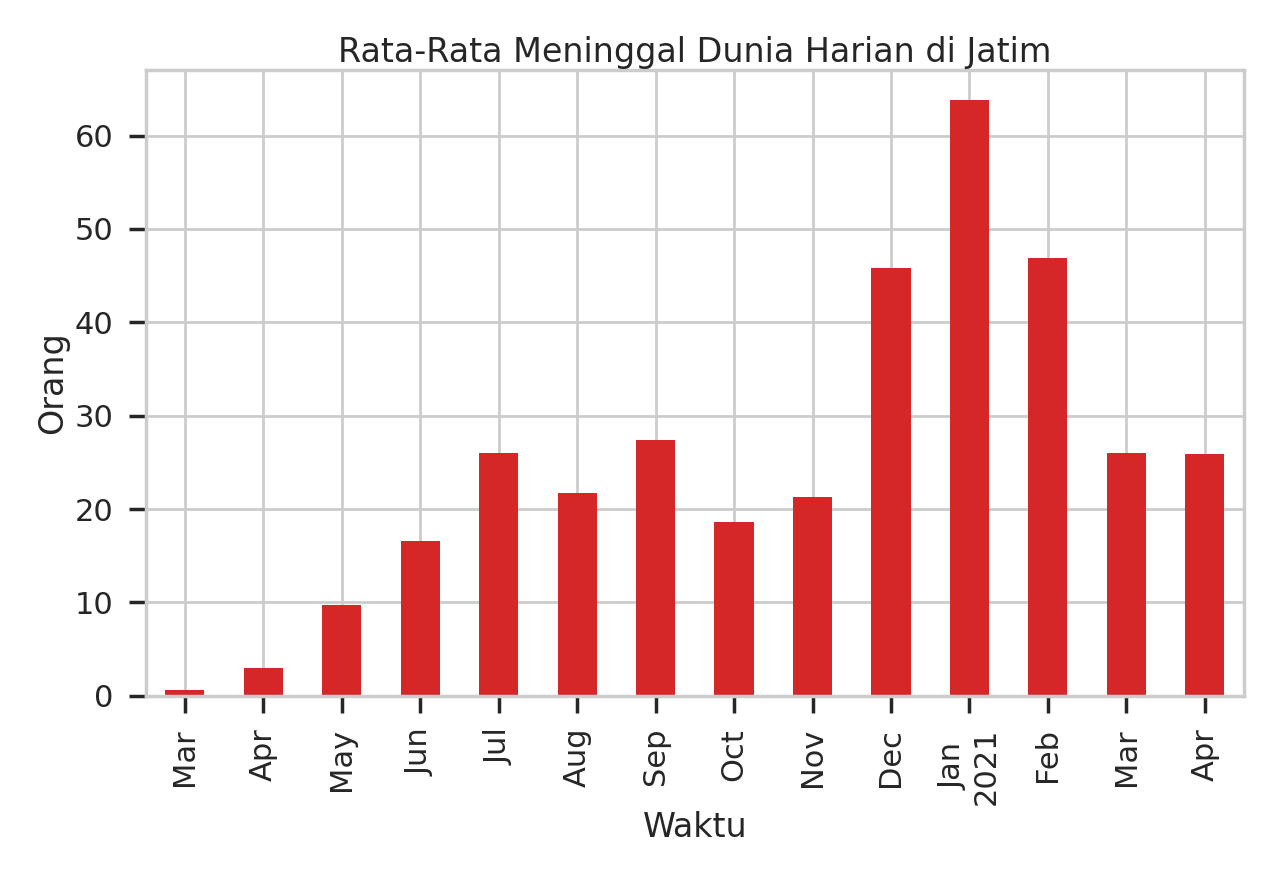 Rata-Rata Meninggal Dunia Harian di Jatim
60
50
40
30
20
10
0
Orang
Mar
Apr
May
Jun
Jul
Aug
Sep
Oct
Nov
Dec
Jan
2021
Feb
Mar
Apr
Waktu